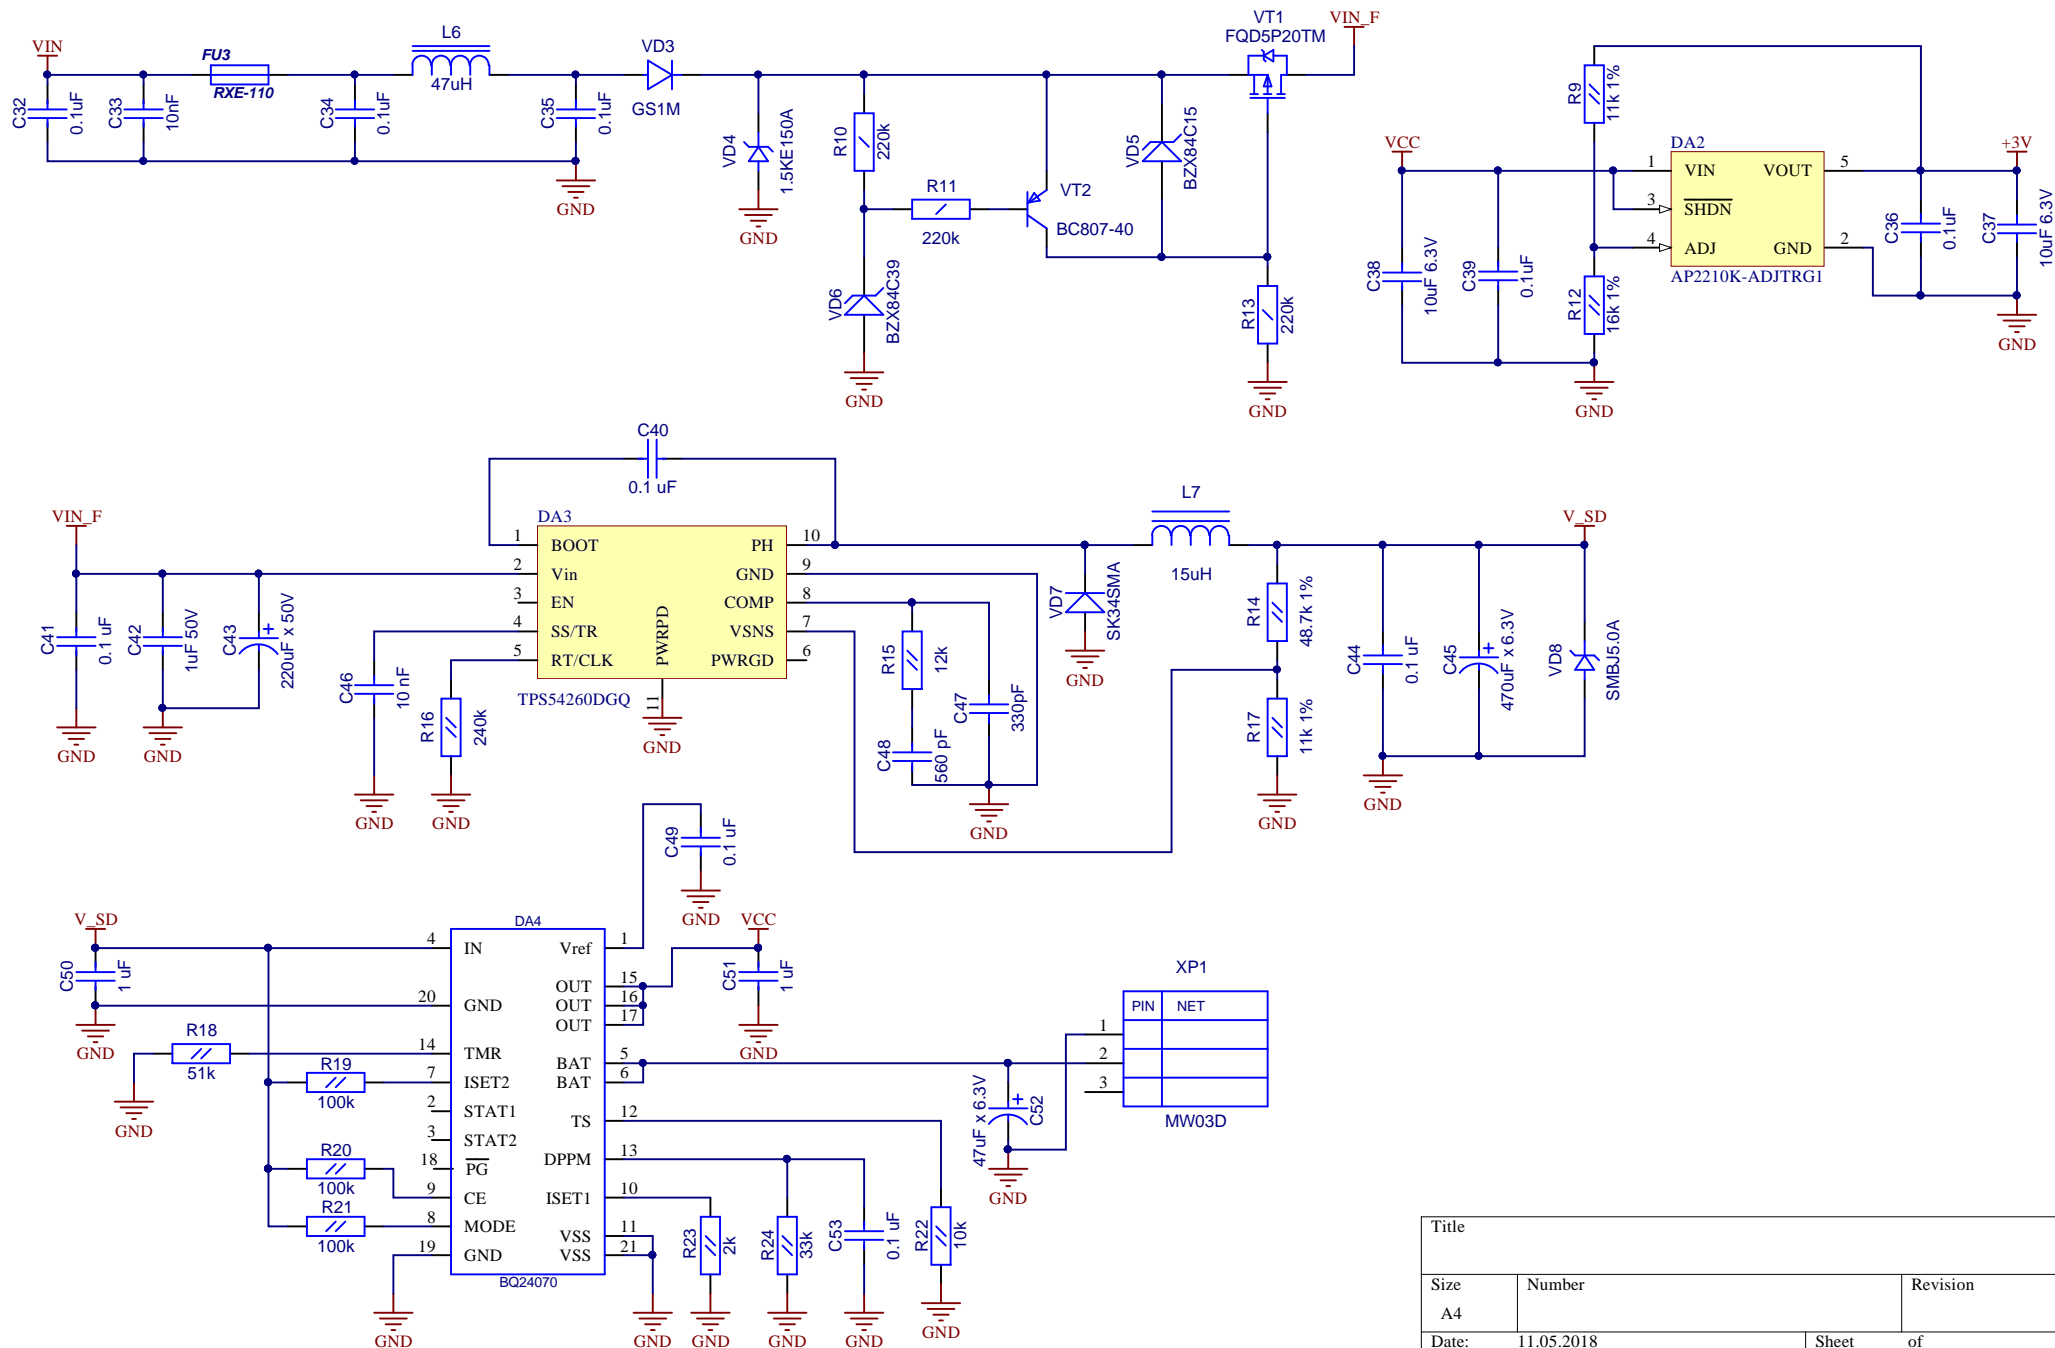 VIN
C32
0.1uF
C33
10nF
FU3
RXE-110
C34
0.1uF
L6
47uH
C35
0.1uF
GND
VD3
GS1M
VD4
1.5KE150A
GND
R10
220k
R11
220k
VD6
BZX84C39
GND
VT2
BC807-40
VD5
BZX84C15
VT1
FQD5P20TM
VIN_F
R13
220k
GND
VCC
C38
10uF 6.3V
C39
0.1uF
R9
11k 1%
R12
16k 1%
GND
DA2
1 VIN
3 SHDN
4 ADJ
VOUT 5
GND 2
AP2210K-ADJTRG1
+3V
C36
0.1uF
C37
10uF 6.3V
GND
VIN_F
C41
0.1 uF
GND
C42
1uF 50V
GND
C43
220uF x 50V
C46
10 nF
GND
R16
240k
GND
C40
0.1 uF
DA3
1 BOOT
2 Vin
3 EN
4 SS/TR
5 RT/CLK
PWRPD
11
PH 10
GND 9
COMP 8
VSNS 7
PWRGD 6
TPS54260DGQ
GND
R15
12k
C48
560 pF
C47
330pF
GND
VD7
SK34SMA
GND
L7
15uH
R14
48.7k 1%
R17
11k 1%
GND
C44
0.1 uF
GND
C45
470uF x 6.3V
V_SD
VD8
SMBJ5.0A
V_SD
C50
1 uF
GND
R18
51k
GND
R19
100k
R20
100k
R21
100k
GND
C49
0.1 uF
GND
DA4
4 IN
20 GND
14 TMR
7 ISET2
2 STAT1
3 STAT2
18 PG
9 CE
8 MODE
19 GND
Vref 1
OUT 15
OUT 16
OUT 17
BAT 5
BAT 6
TS 12
DPPM 13
ISET1 10
VSS 11
VSS 21
BQ24070
VCC
C51
1 uF
GND
GND
R23
2k
GND
R24
33k
GND
C53
0.1 uF
GND
R22
10k
GND
47uF x 6.3V
C52
GND
XP1
PIN NET
1
2
3
MW03D
Title
Size
A4
Number
Revision
Date: 11.05.2018
Sheet of